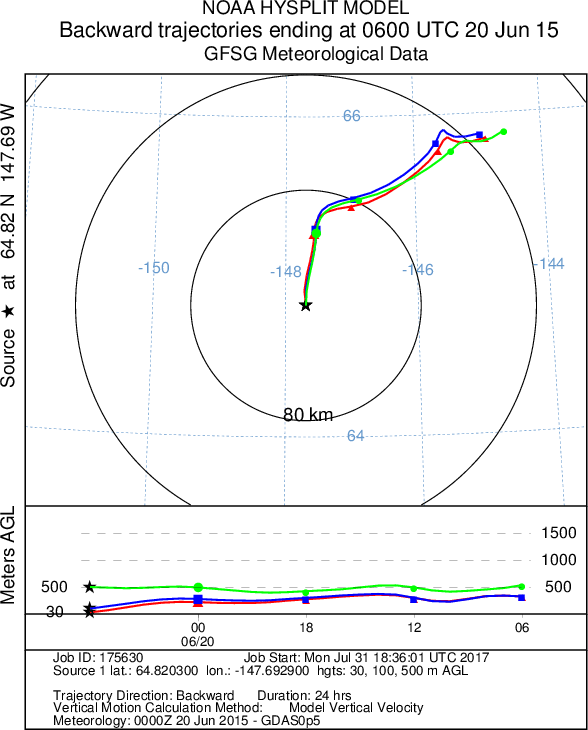 NOAA HYSPLIT MODEL
Backward trajectories ending at 0600 UTC 20 Jun 15
GFSG Meteorological Data
Source ★ at 64.82 N 147.69 W
66
-150
-148
-146
-144
80 km
64
Meters AGL
1500
1000
500
500
30
00
18
12
06
06/20
Job ID: 175630 Job Start: Mon Jul 31 18:36:01 UTC 2017
Source 1 lat.: 64.820300 lon.: -147.692900 hgts: 30, 100, 500 m AGL
Trajectory Direction: Backward Duration: 24 hrs
Vertical Motion Calculation Method: Model Vertical Velocity
Meteorology: 0000Z 20 Jun 2015 - GDAS0p5